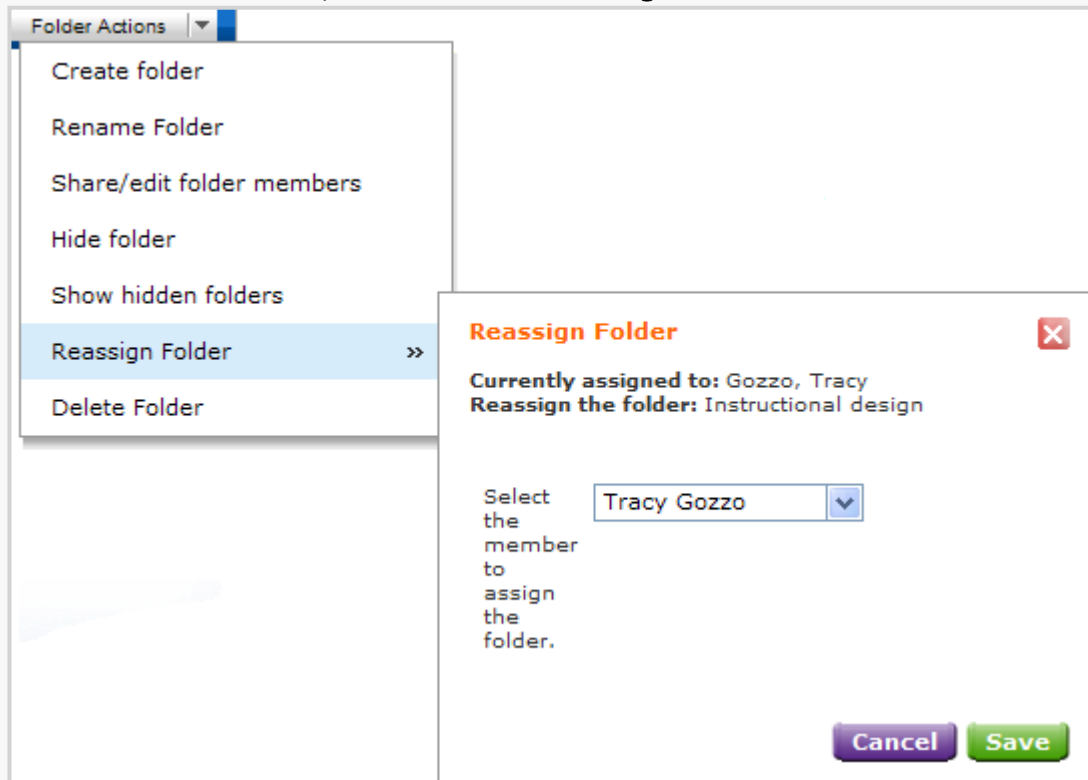 Folder Actions
Create folder
Rename Folder
Share/edit folder members
Hide folder
Show hidden folders
Reassign Folder »
Delete Folder
Reassign Folder
Currently assigned to: Gozzo, Tracy
Reassign the folder: Instructional design
Select
the
member
to
assign
the
folder.
Tracy Gozzo
Cancel Save